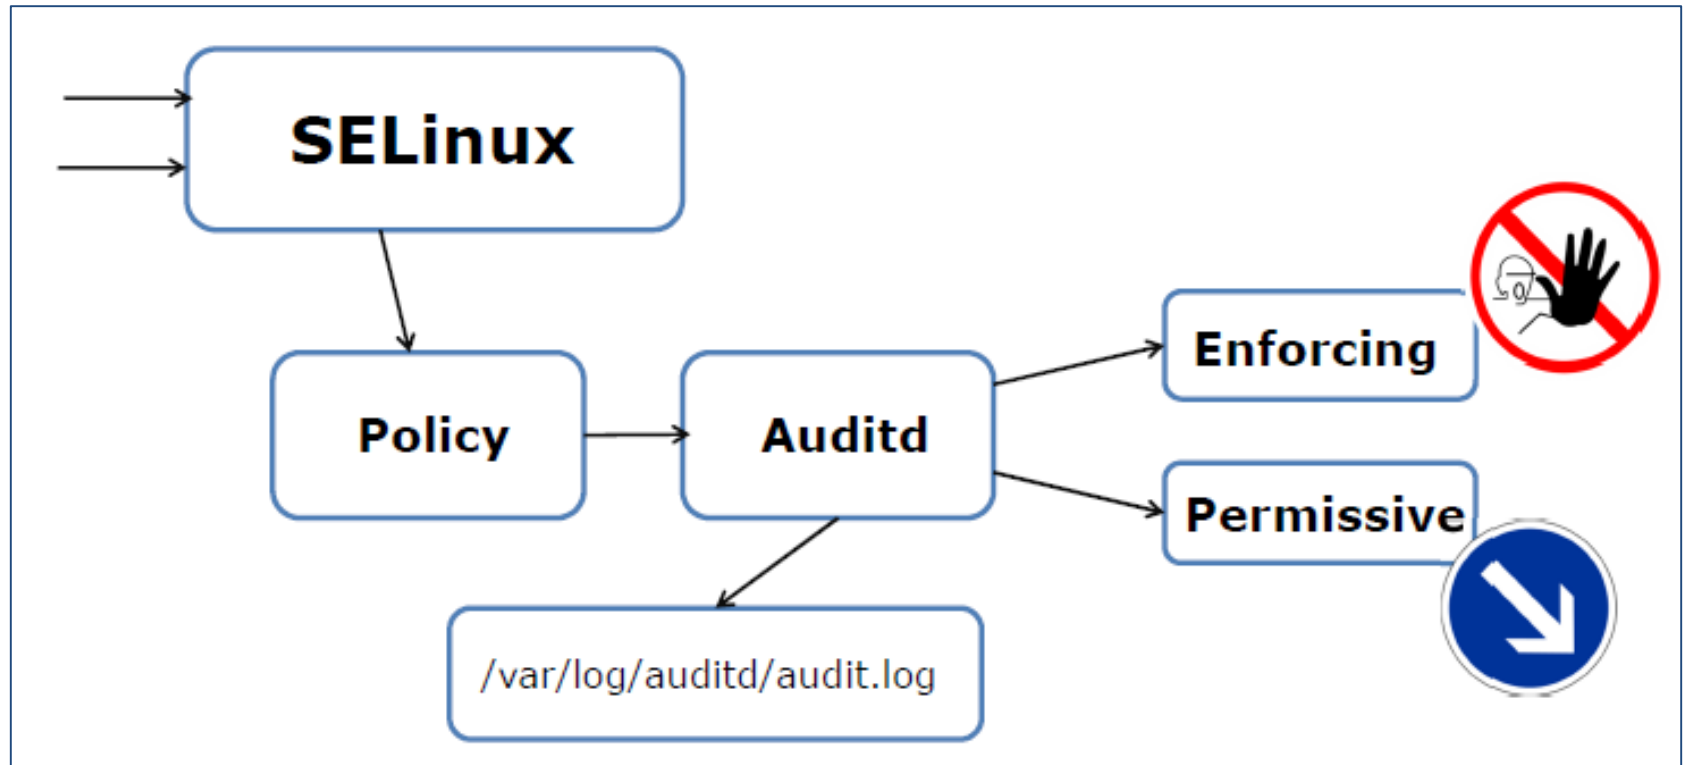 SELinux
Policy
Auditd
Enforcing
Permissive
/var/log/auditd/audit.log